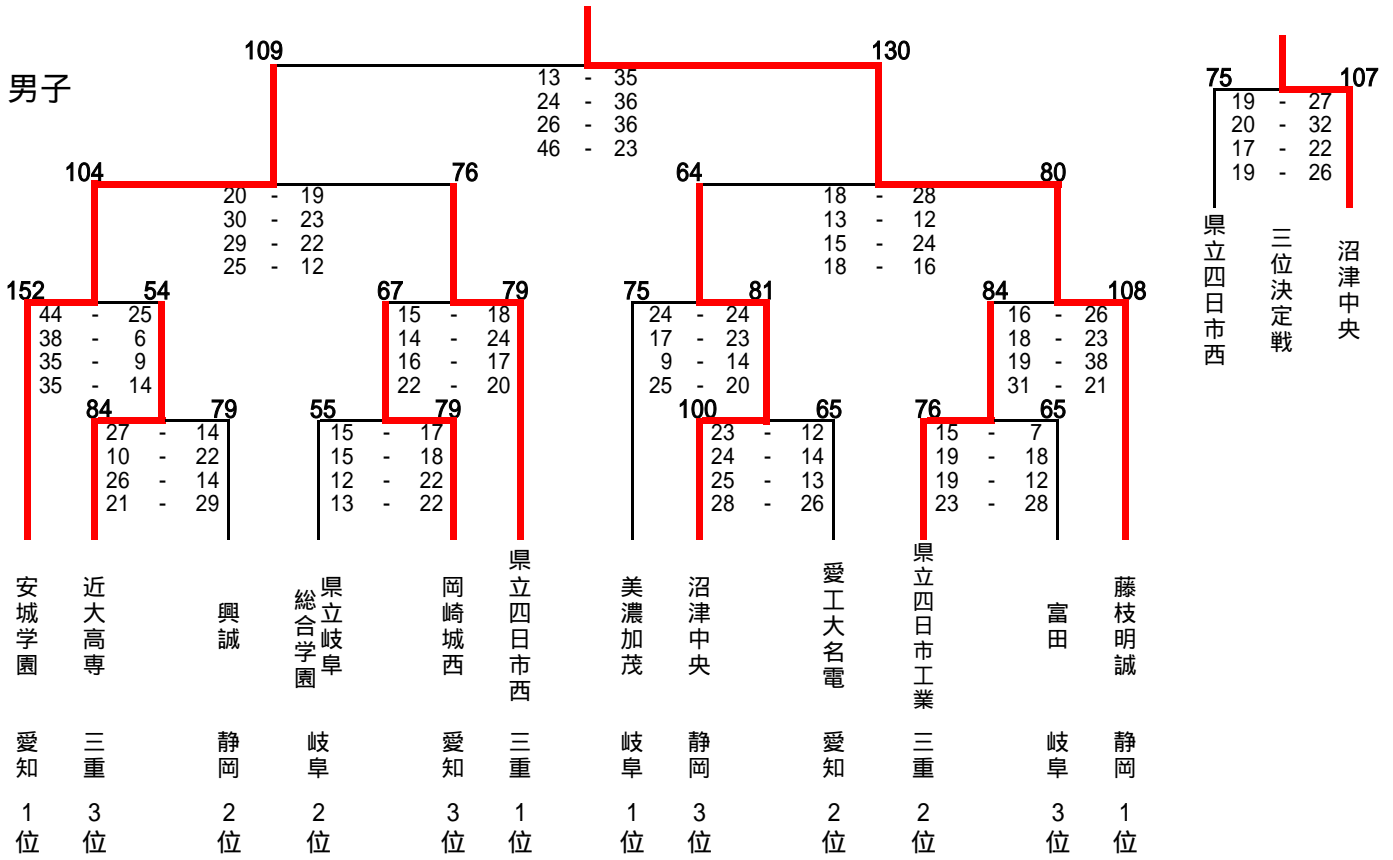 男子
109 130
13 - 35
24 - 36
26 - 36
46 - 23
75 107
19 - 27
20 - 32
17 - 22
19 - 26
県立四日市西
三位決定戦
沼津中央
104 76
20 - 19
30 - 23
29 - 22
25 - 12
64 80
18 - 28
13 - 12
15 - 24
18 - 16
152 54
44 - 25
38 - 6
35 - 9
35 - 14
67 79
15 - 18
14 - 24
16 - 17
22 - 20
75 81
24 - 24
17 - 23
9 - 14
25 - 20
84 108
16 - 26
18 - 23
19 - 38
31 - 21
84 79
27 - 14
10 - 22
26 - 14
21 - 29
55 79
15 - 17
15 - 18
12 - 22
13 - 22
100 65
23 - 12
24 - 14
25 - 13
28 - 26
76 65
15 - 7
19 - 18
19 - 12
23 - 28
安城学園
近大高専
興誠
県立岐阜
総合学園
岡崎城西
県立四日市西
美濃加茂
沼津中央
愛工大名電
県立四日市工業
富田
藤枝明誠
愛知 三重 静岡 岐阜 愛知 三重 岐阜 静岡 愛知 三重 岐阜 静岡
1位 3位 2位 2位 3位 1位 1位 3位 2位 2位 3位 1位